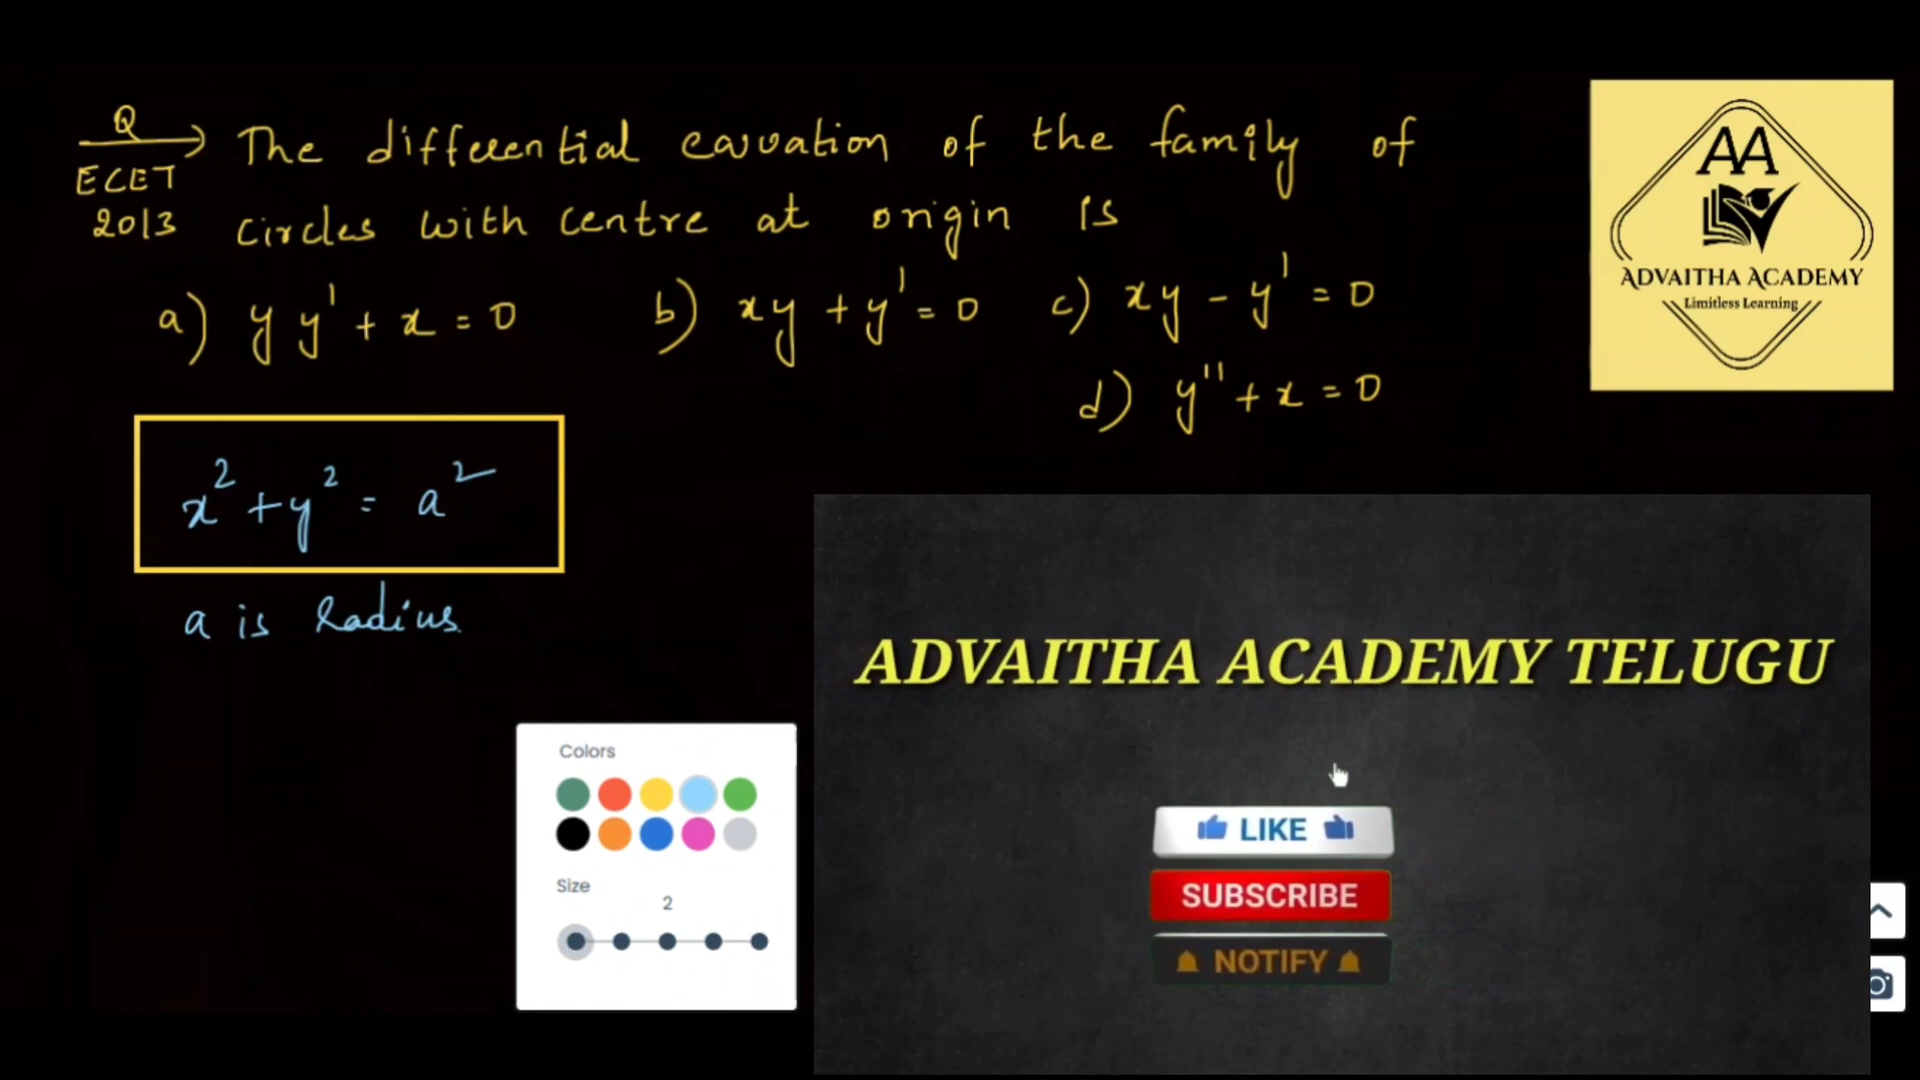 Q
ECET
2013
The differential equation of the family of
circles with centre at origin is
a) yy' + x = 0
b) xy + y' = 0
c) xy - y' = 0
d) y'' + x = 0
x² + y² = a²
a is Radius.
AA
ADVAITHA ACADEMY
Limitless Learning
ADVAITHA ACADEMY TELUGU
LIKE
SUBSCRIBE
NOTIFY
Colors
Size
2